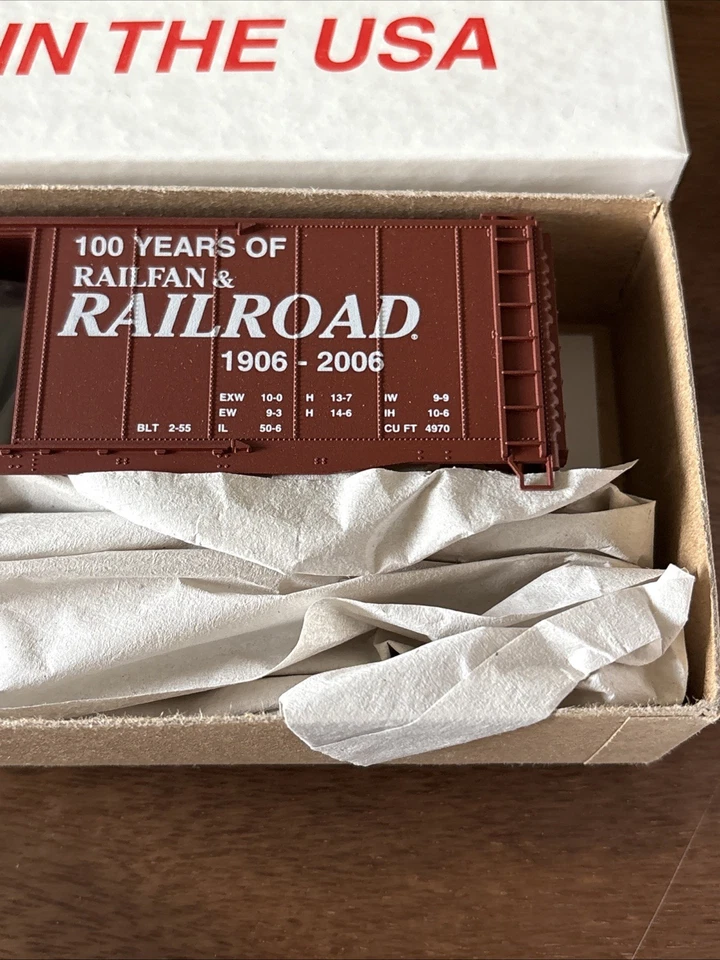 IN THE USA
100 YEARS OF
RAILFAN &
RAILROAD®
1906 - 2006
EXW 10-0 H 13-7 IW 9-9
EW 9-3 H 14-6 IH 10-6
BLT 2-55 IL 50-6 CU FT 4970